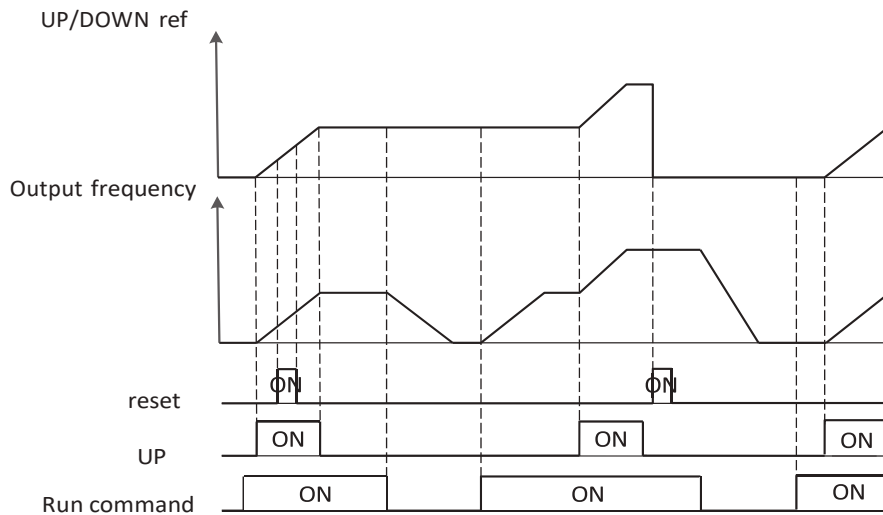 UP/DOWN ref
Output frequency
reset
ON
ON
UP
ON
ON
ON
Run command
ON
ON
ON